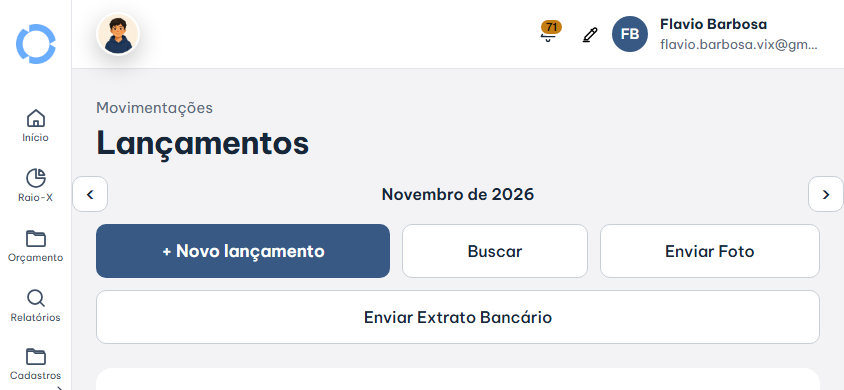 71
FB
Flavio Barbosa
flavio.barbosa.vix@gm...
Início
Raio-X
Orçamento
Relatórios
Cadastros
Movimentações
Lançamentos
‹ Novembro de 2026 ›
+ Novo lançamento
Buscar
Enviar Foto
Enviar Extrato Bancário